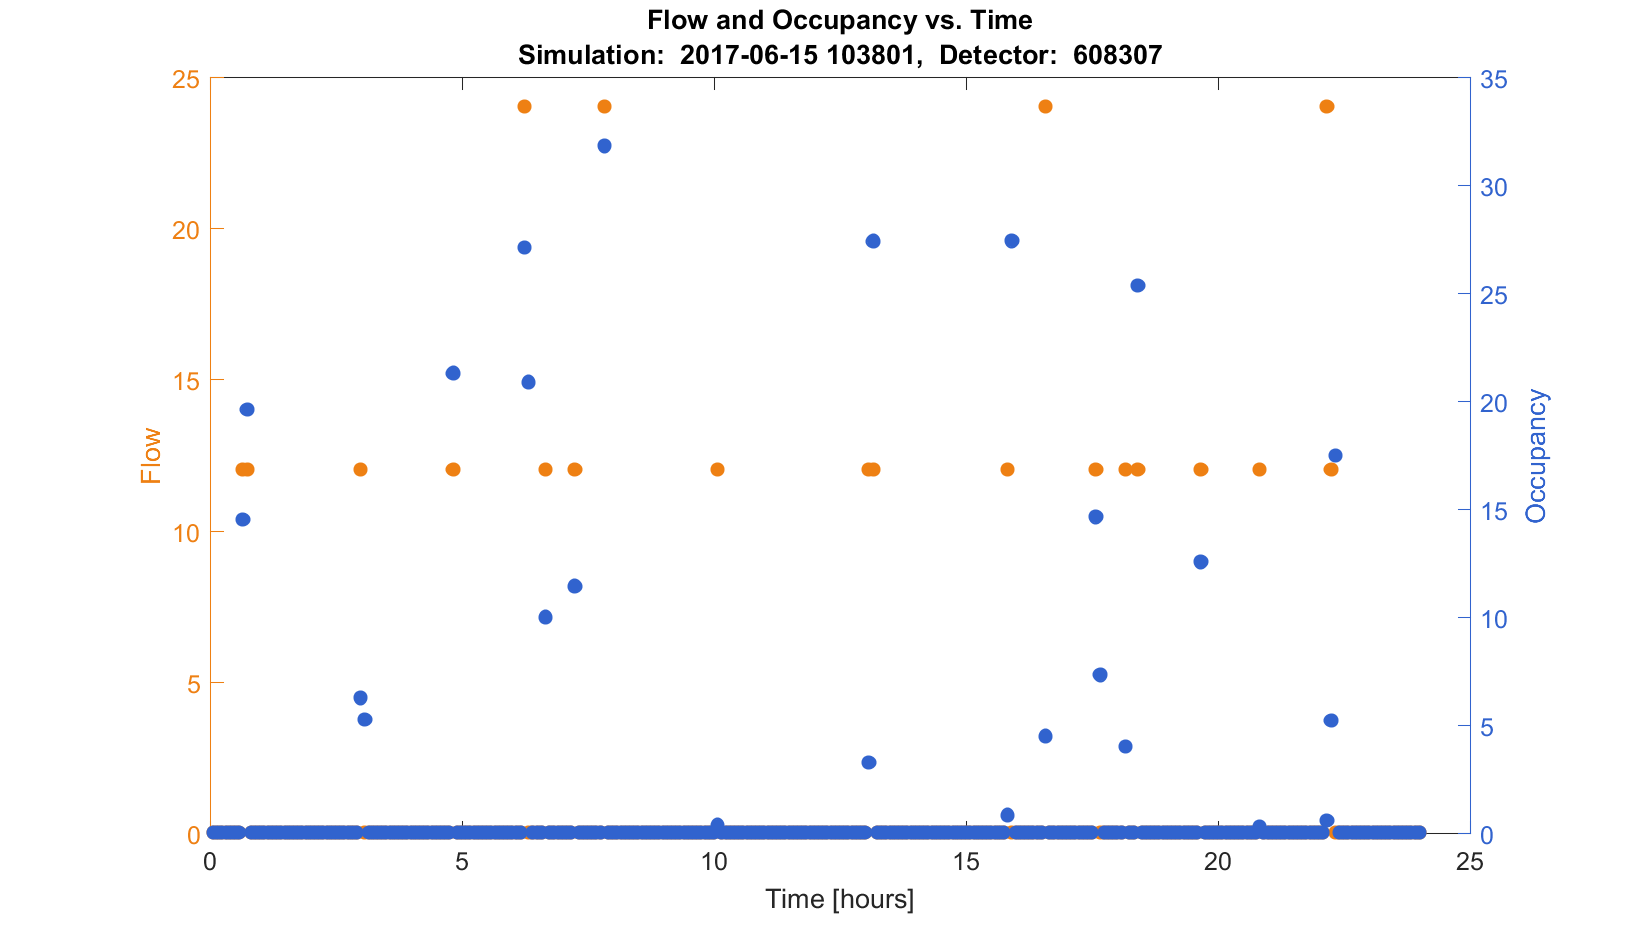 Flow and Occupancy vs. Time
Simulation:  2017-06-15 103801,  Detector:  608307
25
20
15
10
5
0
Flow
35
30
25
20
15
10
5
0
Occupancy
0 5 10 15 20 25
Time [hours]